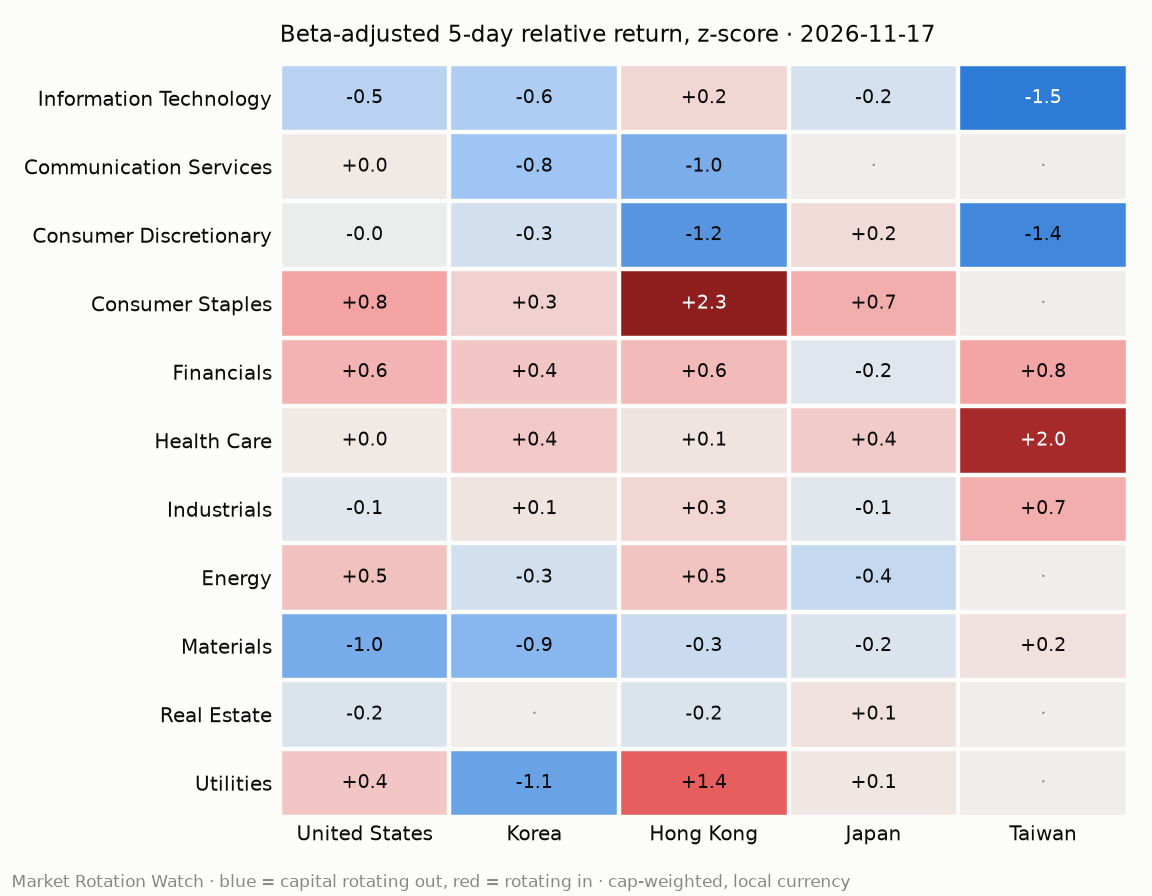 Beta-adjusted 5-day relative return, z-score · 2026-11-17
Information Technology -0.5 -0.6 +0.2 -0.2 -1.5
Communication Services +0.0 -0.8 -1.0 · ·
Consumer Discretionary -0.0 -0.3 -1.2 +0.2 -1.4
Consumer Staples +0.8 +0.3 +2.3 +0.7 ·
Financials +0.6 +0.4 +0.6 -0.2 +0.8
Health Care +0.0 +0.4 +0.1 +0.4 +2.0
Industrials -0.1 +0.1 +0.3 -0.1 +0.7
Energy +0.5 -0.3 +0.5 -0.4 ·
Materials -1.0 -0.9 -0.3 -0.2 +0.2
Real Estate -0.2 · -0.2 +0.1 ·
Utilities +0.4 -1.1 +1.4 +0.1 ·
United States Korea Hong Kong Japan Taiwan
Market Rotation Watch · blue = capital rotating out, red = rotating in · cap-weighted, local currency